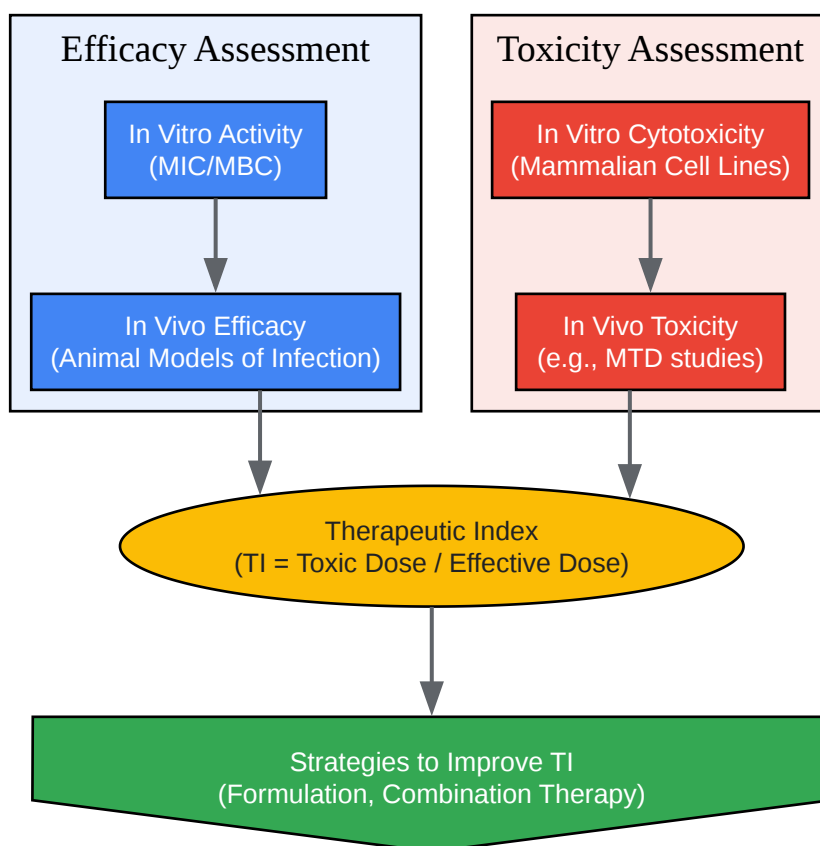 Efficacy Assessment
In Vitro Activity
(MIC/MBC)
In Vivo Efficacy
(Animal Models of Infection)
Toxicity Assessment
In Vitro Cytotoxicity
(Mammalian Cell Lines)
In Vivo Toxicity
(e.g., MTD studies)
Therapeutic Index
(TI = Toxic Dose / Effective Dose)
Strategies to Improve TI
(Formulation, Combination Therapy)